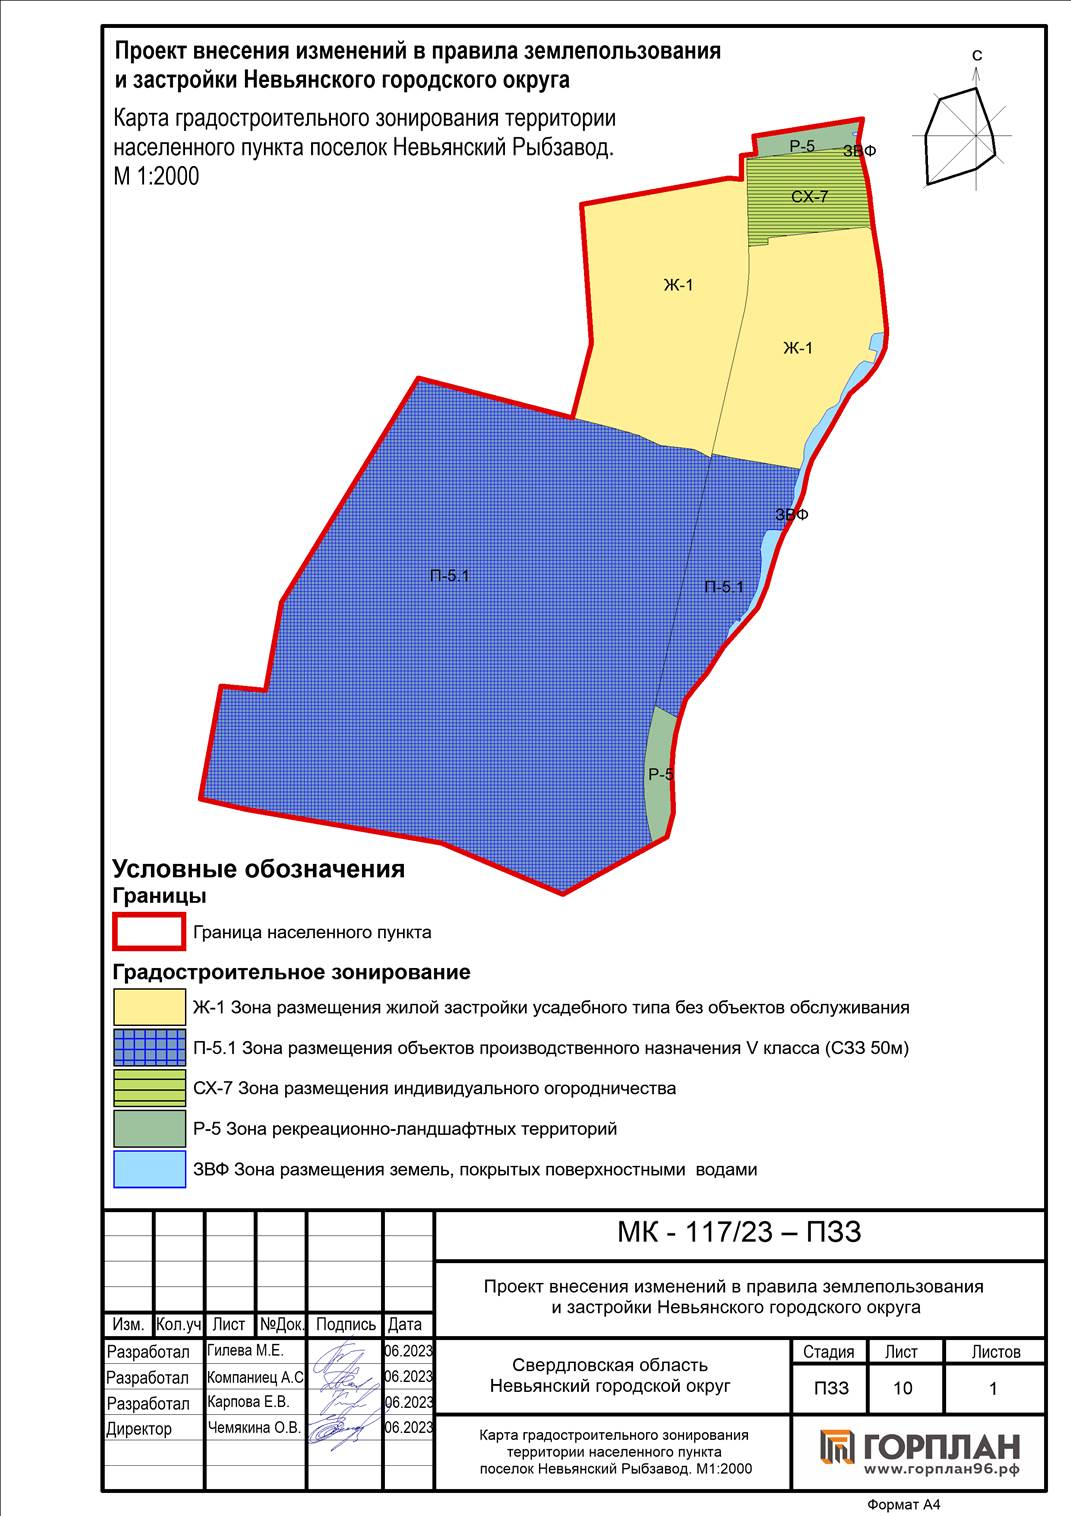 Проект внесения изменений в правила землепользования
и застройки Невьянского городского округа
Карта градостроительного зонирования территории
населенного пункта поселок Невьянский Рыбзавод.
М 1:2000
С
Р-5
ЗВФ
СХ-7
Ж-1
Ж-1
ЗВФ
П-5.1
П-5.1
Р-5
Условные обозначения
Границы
Граница населенного пункта
Градостроительное зонирование
Ж-1 Зона размещения жилой застройки усадебного типа без объектов обслуживания
П-5.1 Зона размещения объектов производственного назначения V класса (СЗЗ 50м)
СХ-7 Зона размещения индивидуального огородничества
Р-5 Зона рекреационно-ландшафтных территорий
ЗВФ Зона размещения земель, покрытых поверхностными водами
МК - 117/23 – ПЗЗ
Проект внесения изменений в правила землепользования
и застройки Невьянского городского округа
Изм. Кол.уч Лист №Док. Подпись Дата
Разработал Гилева М.Е. 06.2023
Разработал Компаниец А.С 06.2023
Разработал Карпова Е.В. 06.2023
Директор Чемякина О.В. 06.2023
Свердловская область
Невьянский городской округ
Стадия Лист Листов
ПЗЗ 10 1
Карта градостроительного зонирования
территории населенного пункта
поселок Невьянский Рыбзавод. М1:2000
ГОРПЛАН
www.горплан96.рф
Формат А4